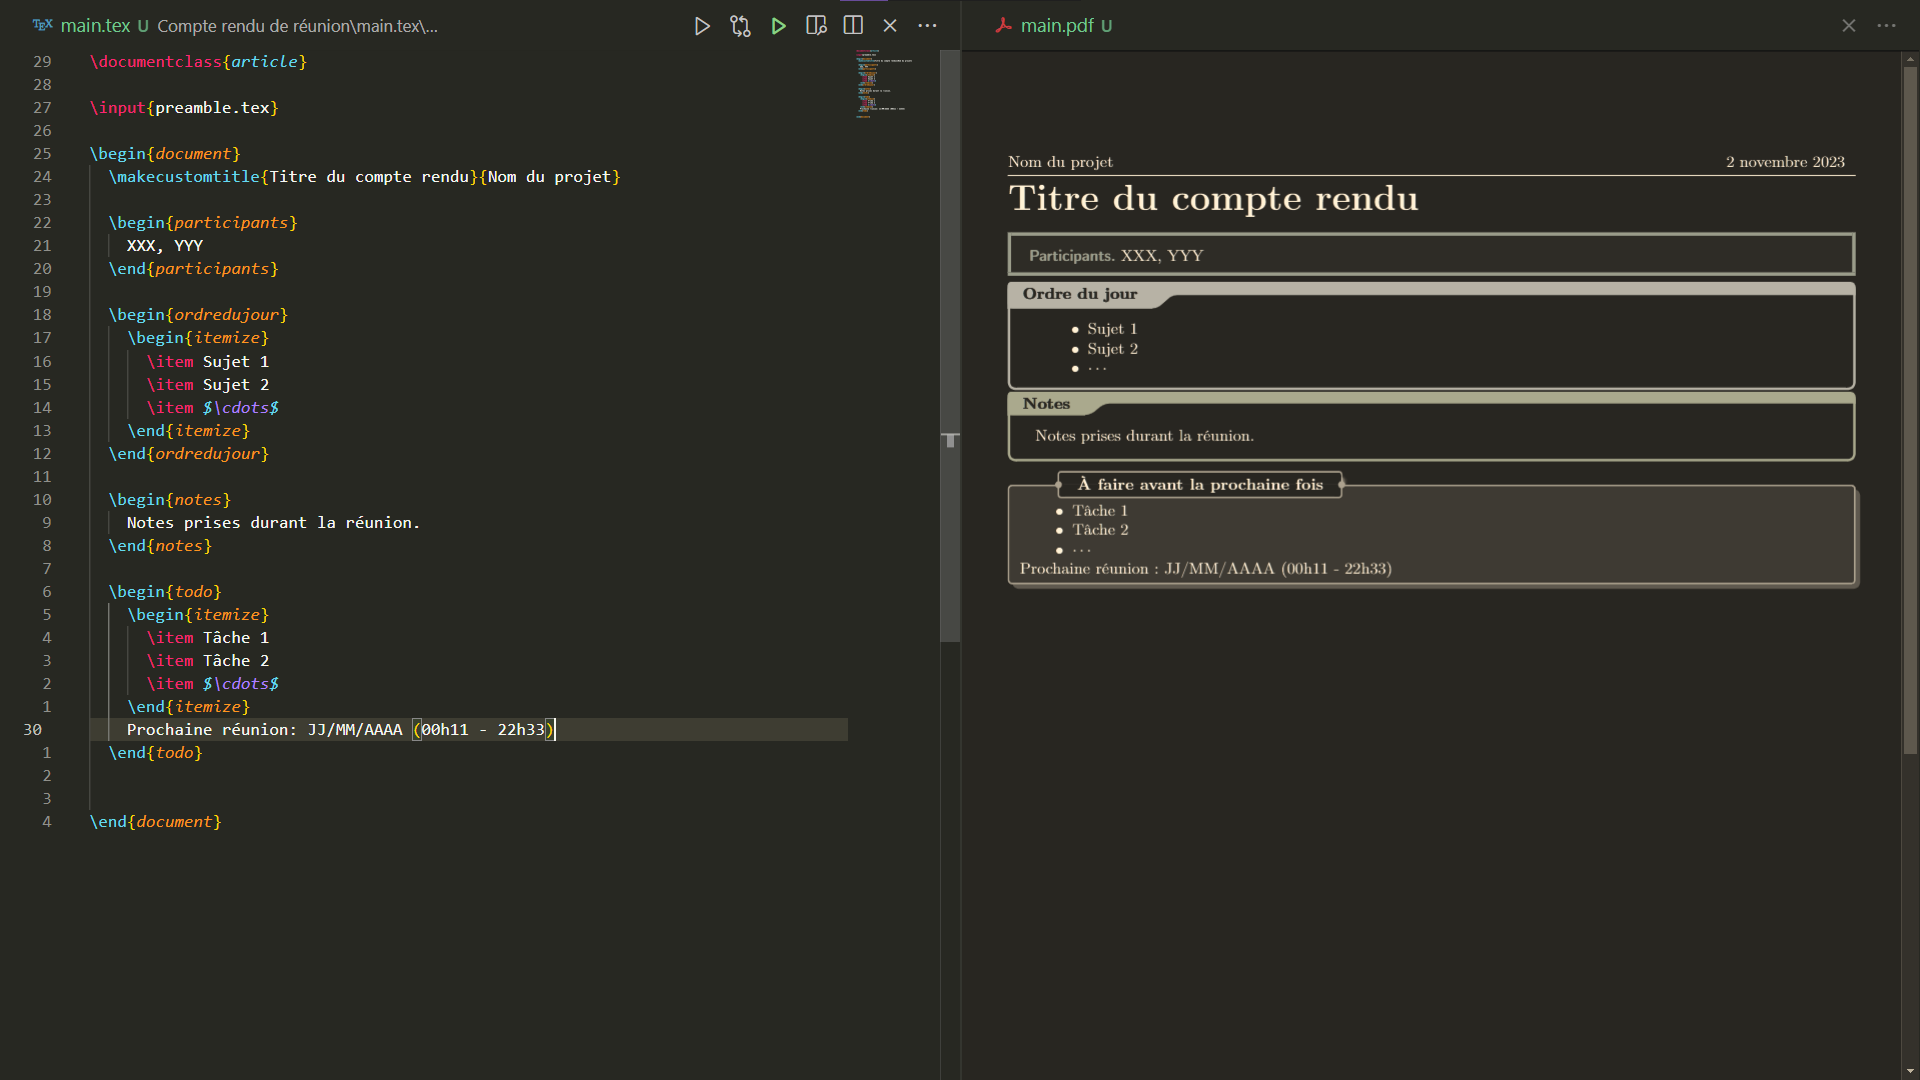 main.tex U Compte rendu de réunion\main.tex\...
29 \documentclass{article}
28
27 \input{preamble.tex}
26
25 \begin{document}
24 \makecustomtitle{Titre du compte rendu}{Nom du projet}
23
22 \begin{participants}
21 XXX, YYY
20 \end{participants}
19
18 \begin{ordredujour}
17 \begin{itemize}
16 \item Sujet 1
15 \item Sujet 2
14 \item $\cdots$
13 \end{itemize}
12 \end{ordredujour}
11
10 \begin{notes}
9 Notes prises durant la réunion.
8 \end{notes}
7
6 \begin{todo}
5 \begin{itemize}
4 \item Tâche 1
3 \item Tâche 2
2 \item $\cdots$
1 \end{itemize}
30 Prochaine réunion: JJ/MM/AAAA (00h11 - 22h33)
1 \end{todo}
2
3
4 \end{document}
main.pdf U
Nom du projet 2 novembre 2023
Titre du compte rendu
Participants. XXX, YYY
Ordre du jour
• Sujet 1
• Sujet 2
• ···
Notes
Notes prises durant la réunion.
À faire avant la prochaine fois
• Tâche 1
• Tâche 2
• ···
Prochaine réunion : JJ/MM/AAAA (00h11 - 22h33)